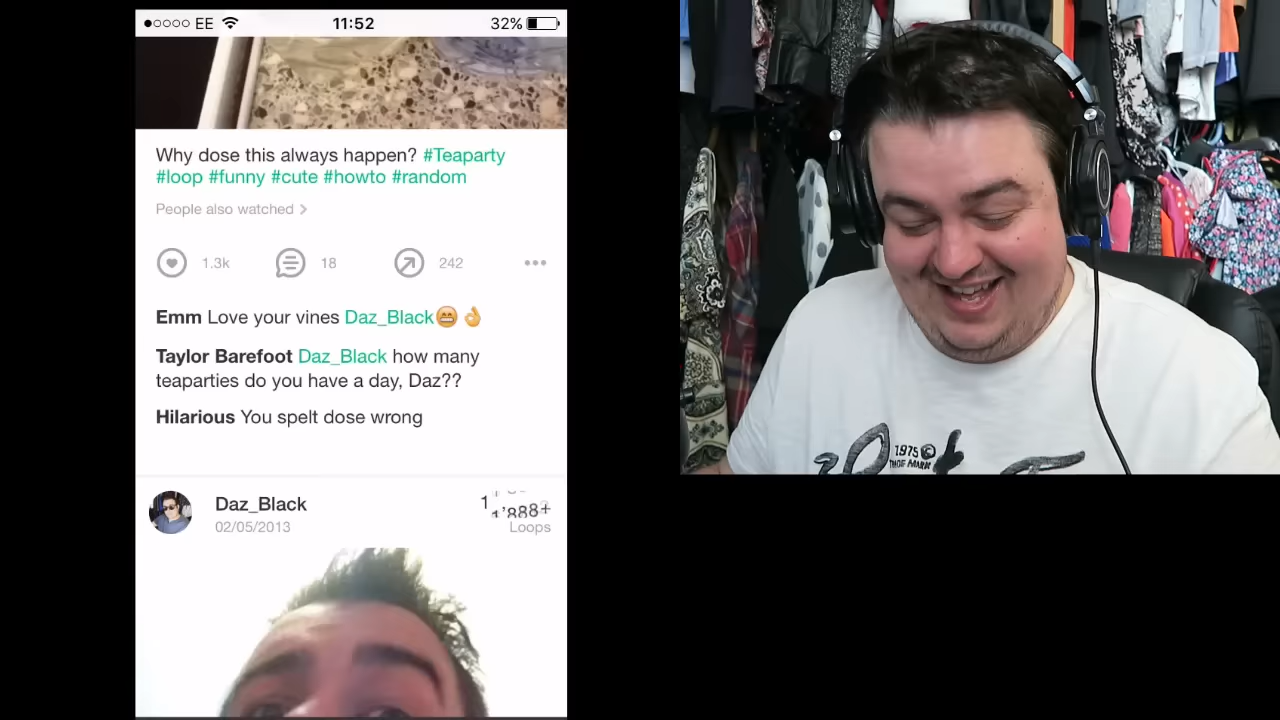 EE 11:52 32%
Why dose this always happen? #Teaparty
#loop #funny #cute #howto #random
People also watched >
1.3k 18 242
Emm Love your vines Daz_Black😁👌
Taylor Barefoot Daz_Black how many
teaparties do you have a day, Daz??
Hilarious You spelt dose wrong
Daz_Black
02/05/2013 Loops
1975©